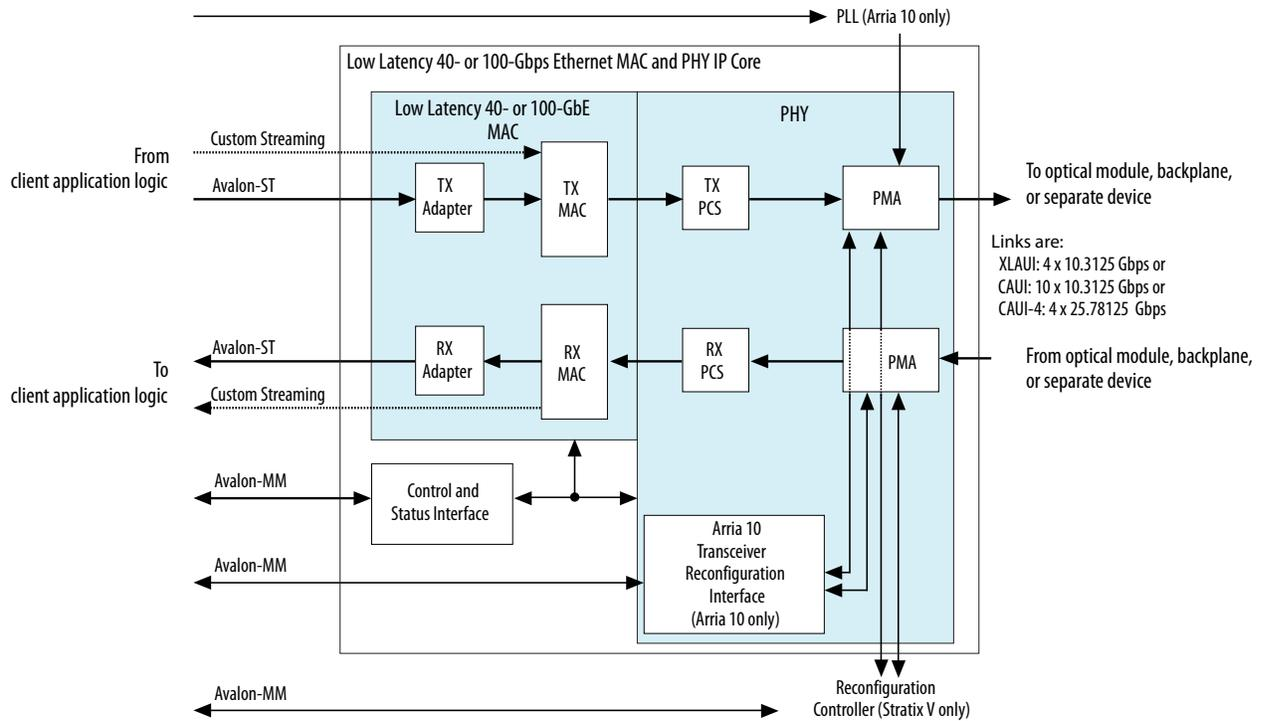 PLL (Arria 10 only)
Low Latency 40- or 100-Gbps Ethernet MAC and PHY IP Core
Low Latency 40- or 100-GbE
MAC
PHY
Custom Streaming
From
client application logic
Avalon-ST
TX
Adapter
TX
MAC
TX
PCS
PMA
To optical module, backplane,
or separate device
Links are:
XLAUI: 4 x 10.3125 Gbps or
CAUI: 10 x 10.3125 Gbps or
CAUI-4: 4 x 25.78125 Gbps
Avalon-ST
To
client application logic
Custom Streaming
RX
Adapter
RX
MAC
RX
PCS
PMA
From optical module, backplane,
or separate device
Avalon-MM
Control and
Status Interface
Avalon-MM
Arria 10
Transceiver
Reconfiguration
Interface
(Arria 10 only)
Avalon-MM
Reconfiguration
Controller (Stratix V only)